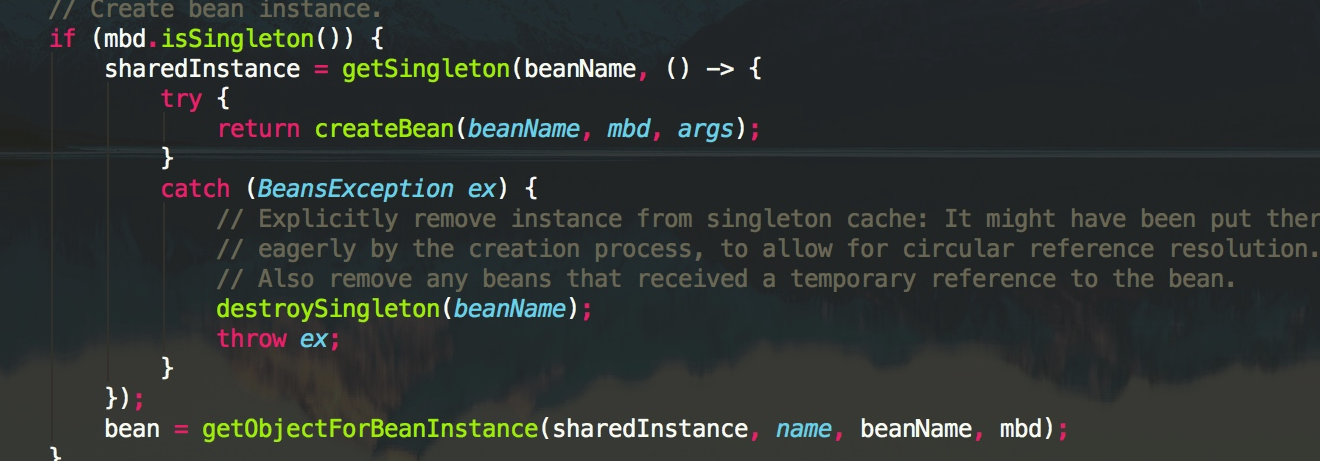 // Create bean instance.
if (mbd.isSingleton()) {
    sharedInstance = getSingleton(beanName, () -> {
        try {
            return createBean(beanName, mbd, args);
        }
        catch (BeansException ex) {
            // Explicitly remove instance from singleton cache: It might have been put ther
            // eagerly by the creation process, to allow for circular reference resolution.
            // Also remove any beans that received a temporary reference to the bean.
            destroySingleton(beanName);
            throw ex;
        }
    });
    bean = getObjectForBeanInstance(sharedInstance, name, beanName, mbd);
}